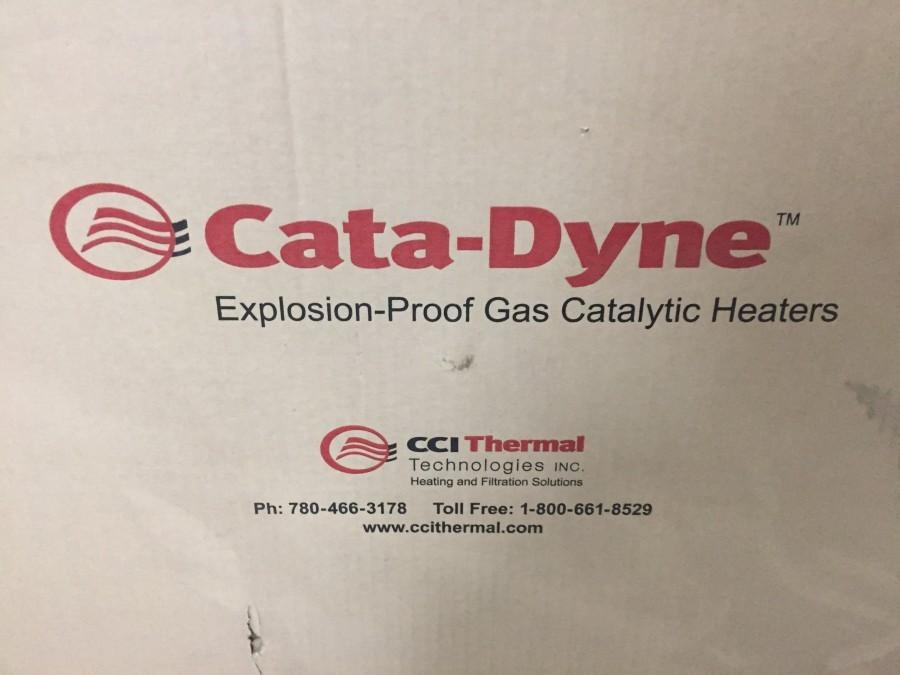 Cata-Dyne™
Explosion-Proof Gas Catalytic Heaters
CCI Thermal
Technologies INC.
Heating and Filtration Solutions
Ph: 780-466-3178 Toll Free: 1-800-661-8529
www.ccithermal.com